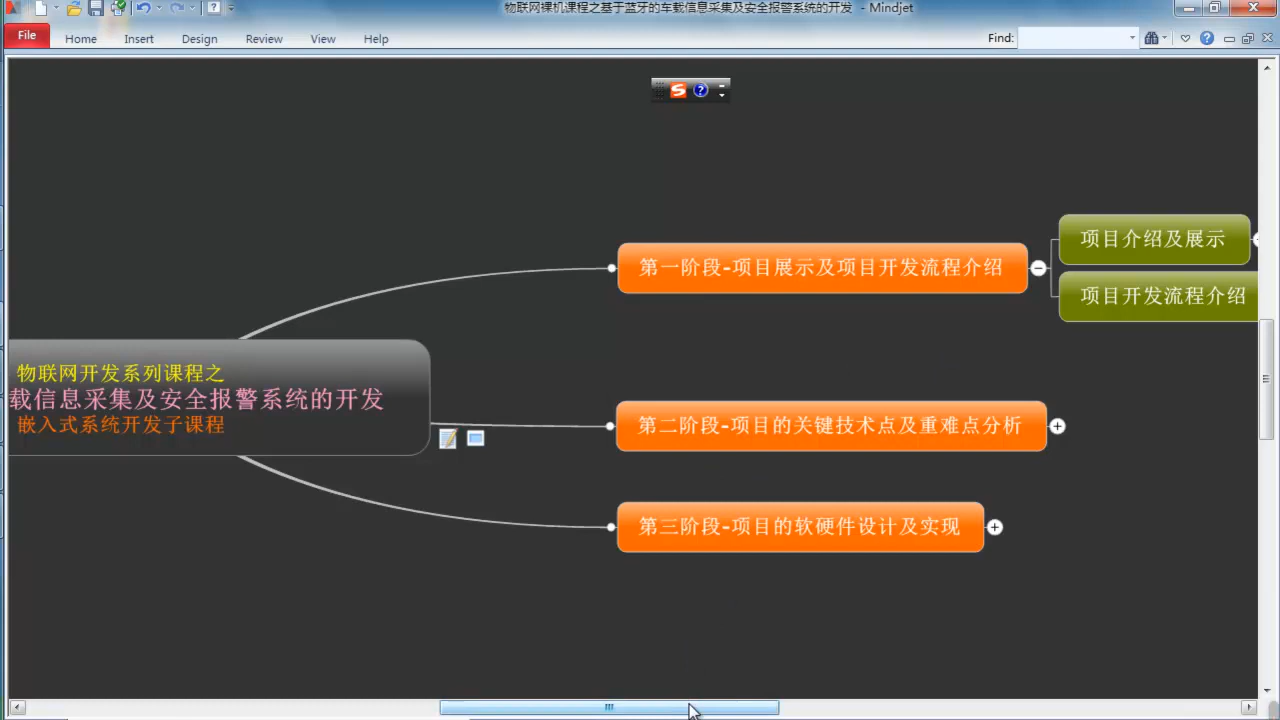 物联网裸机课程之基于蓝牙的车载信息采集及安全报警系统的开发 - Mindjet
File
Home
Insert
Design
Review
View
Help
Find:
项目介绍及展示
第一阶段-项目展示及项目开发流程介绍
项目开发流程介绍
物联网开发系列课程之
载信息采集及安全报警系统的开发
嵌入式系统开发子课程
第二阶段-项目的关键技术点及重难点分析
第三阶段-项目的软硬件设计及实现